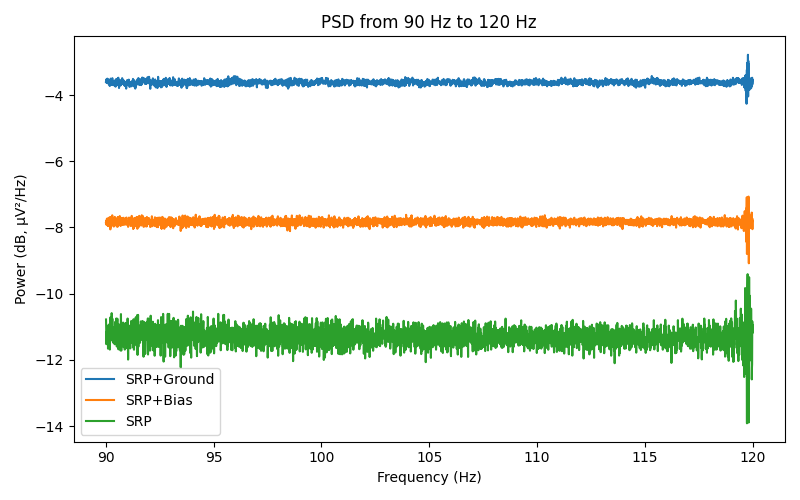 PSD from 90 Hz to 120 Hz
Power (dB, µV²/Hz)
−4
−6
−8
−10
−12
−14
SRP+Ground
SRP+Bias
SRP
90
95
100
105
110
115
120
Frequency (Hz)